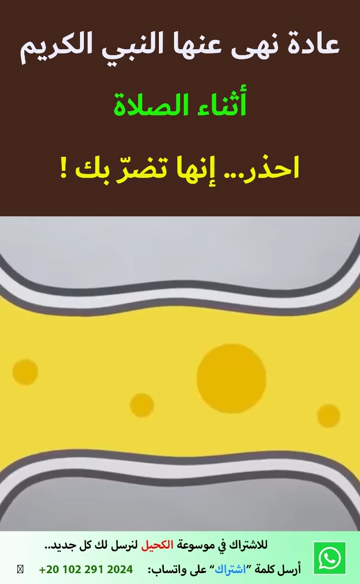 عادة نهى عنها النبي الكريم
أثناء الصلاة
احذر... إنها تضرّ بك !
للاشتراك في موسوعة الكحيل لنرسل لك كل جديد..
أرسل كلمة "اشتراك" على واتساب: +20 102 291 2024